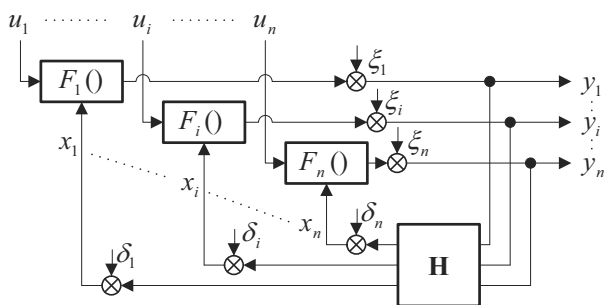 u₁ ........ uᵢ ........ uₙ
F₁() ξ₁ y₁
Fᵢ() ξᵢ yᵢ
x₁ Fₙ() ξₙ yₙ
xᵢ
xₙ δₙ
δᵢ H
δ₁